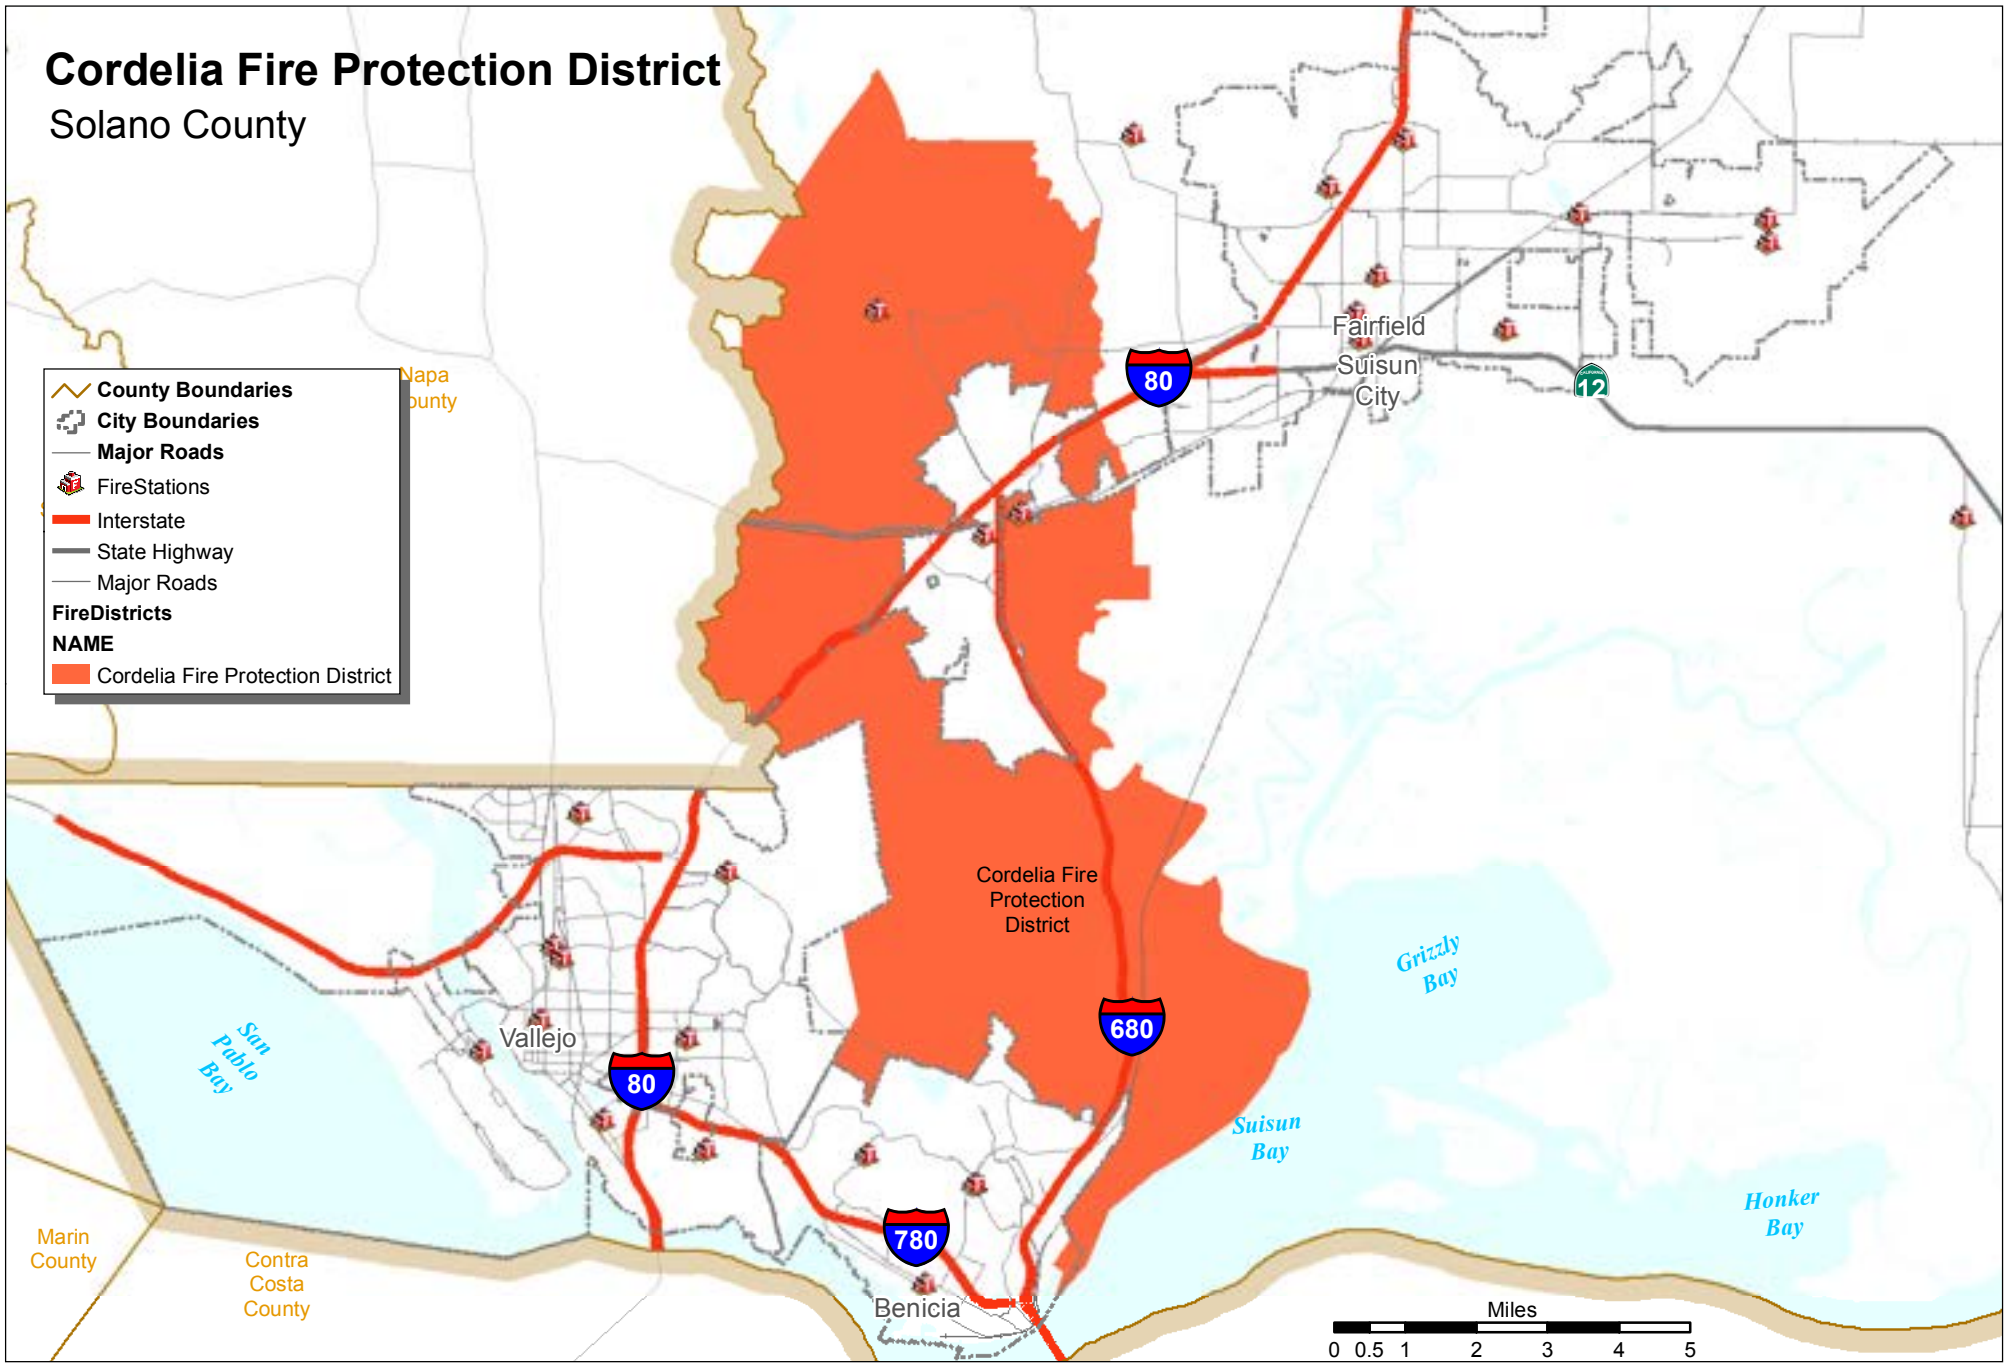 Cordelia Fire Protection District
Solano County
Napa
ounty
County Boundaries
City Boundaries
Major Roads
FireStations
Interstate
State Highway
Major Roads
FireDistricts
NAME
Cordelia Fire Protection District
80
Fairfield
Suisun
City
12
Cordelia Fire
Protection
District
Grizzly
Bay
680
San
Pablo
Bay
Vallejo
80
Suisun
Bay
Honker
Bay
780
Marin
County
Contra
Costa
County
Benicia
Miles
0 0.5 1 2 3 4 5